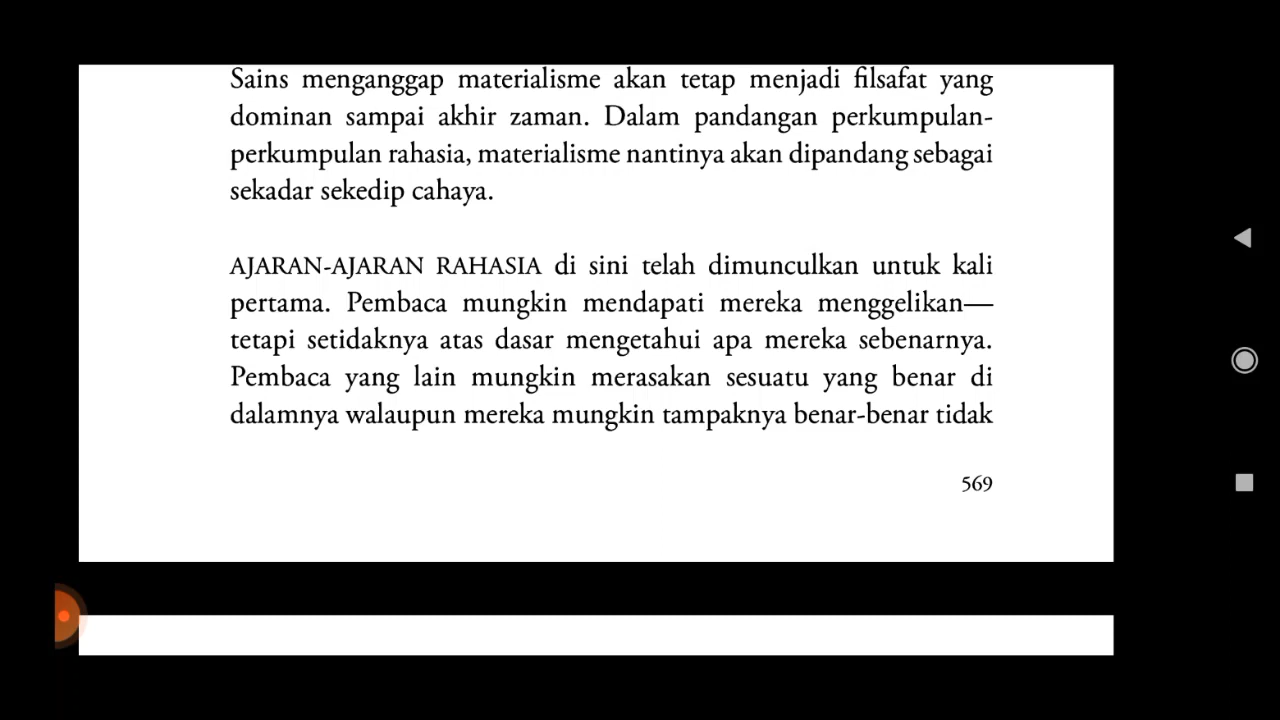 Sains menganggap materialisme akan tetap menjadi filsafat yang
dominan sampai akhir zaman. Dalam pandangan perkumpulan-
perkumpulan rahasia, materialisme nantinya akan dipandang sebagai
sekadar sekedip cahaya.
AJARAN-AJARAN RAHASIA di sini telah dimunculkan untuk kali
pertama. Pembaca mungkin mendapati mereka menggelikan—
tetapi setidaknya atas dasar mengetahui apa mereka sebenarnya.
Pembaca yang lain mungkin merasakan sesuatu yang benar di
dalamnya walaupun mereka mungkin tampaknya benar-benar tidak
569